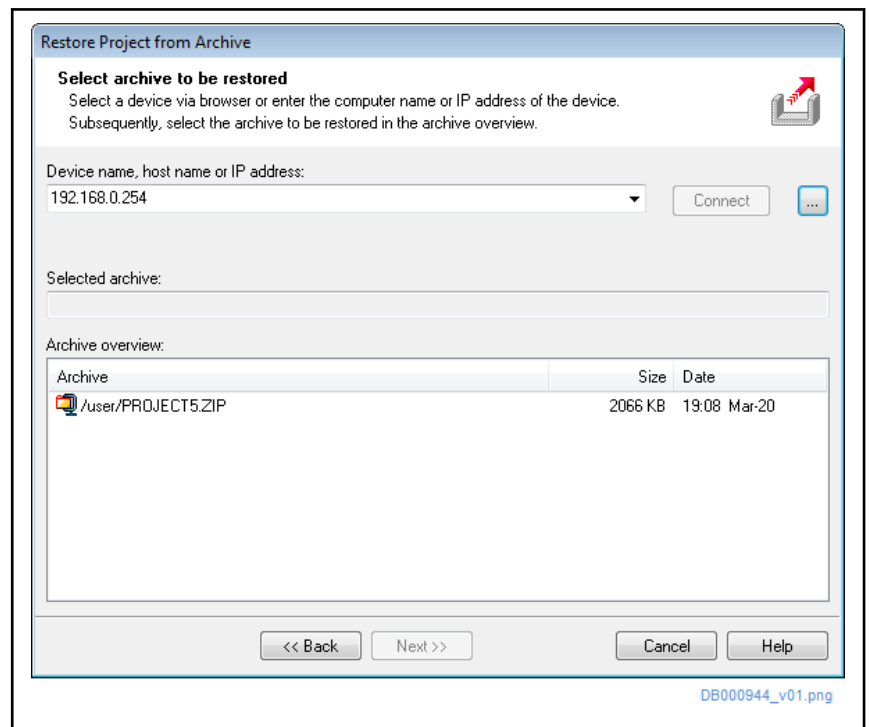 Restore Project from Archive
Select archive to be restored
Select a device via browser or enter the computer name or IP address of the device.
Subsequently, select the archive to be restored in the archive overview.
Device name, host name or IP address:
192.168.0.254
Connect
...
Selected archive:
Archive overview:
Archive Size Date
/user/PROJECT5.ZIP 2066 KB 19:08 Mar-20
<< Back Next >> Cancel Help
DB000944_v01.png